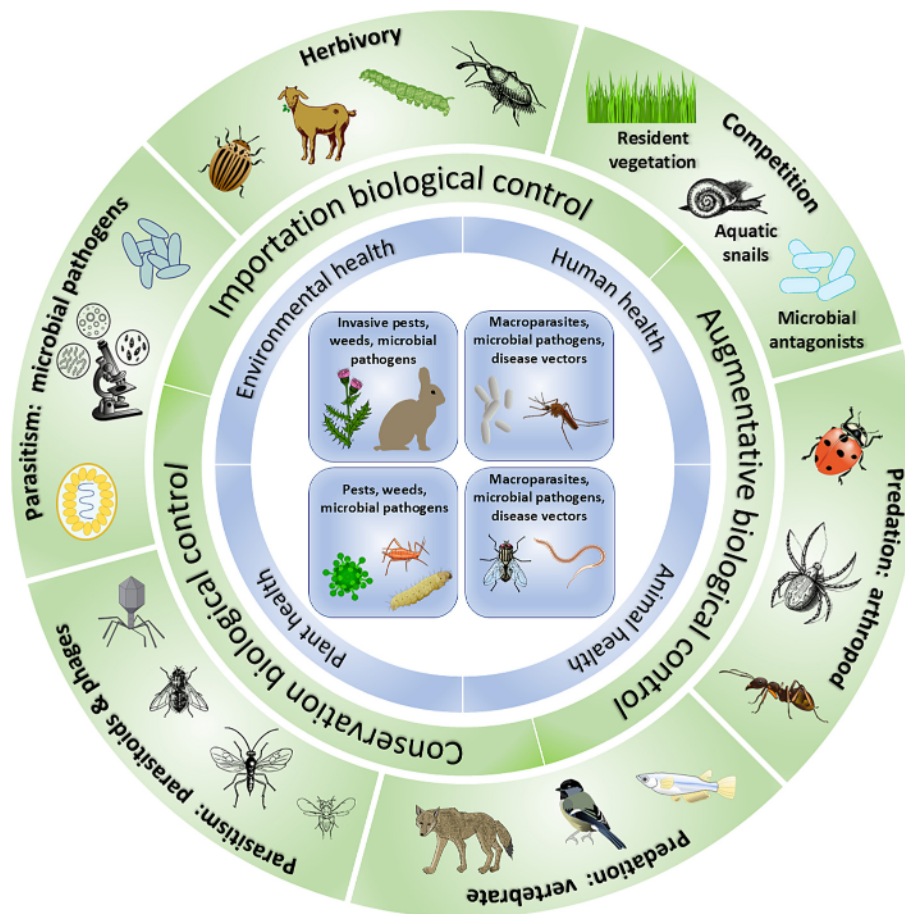 Herbivory
Competition
Resident
vegetation
Aquatic
snails
Microbial
antagonists
Predation: arthropod
Predation: vertebrate
Parasitism: parasitoids & phages
Parasitism: microbial pathogens
Importation biological control
Augmentative biological control
Conservation biological control
Environmental health
Human health
Animal health
Plant health
Invasive pests,
weeds, microbial
pathogens
Macroparasites,
microbial pathogens,
disease vectors
Pests, weeds,
microbial pathogens
Macroparasites,
microbial pathogens,
disease vectors